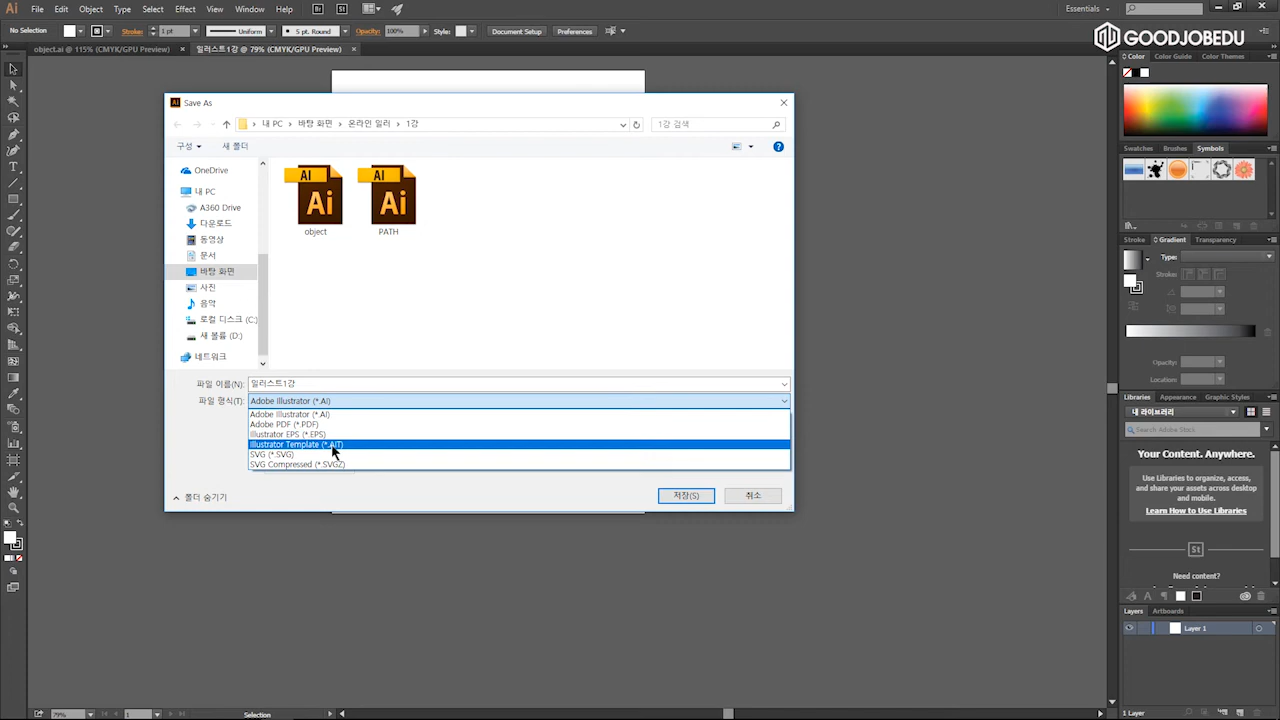 Ai File Edit Object Type Select Effect View Window Help Br St Essentials
No Selection Stroke: 1 pt Uniform 5 pt. Round Opacity: 100% Style: Document Setup Preferences
GOODJOBEDU
object.ai @ 115% (CMYK/GPU Preview) × 일러스트1강 @ 79% (CMYK/GPU Preview) ×
Color Color Guide Color Themes
Ai Save As
내 PC > 바탕 화면 > 온라인 일러 > 1강
1강 검색
구성 새 폴더
Swatches Brushes Symbols
OneDrive
내 PC
A360 Drive
다운로드
동영상
문서
바탕 화면
사진
음악
로컬 디스크 (C:)
새 볼륨 (D:)
네트워크
AI Ai
object
AI Ai
PATH
Stroke Gradient Transparency
Type:
Stroke:
Opacity:
Location:
파일 이름(N): 일러스트1강
파일 형식(T): Adobe Illustrator (*.AI)
Adobe Illustrator (*.AI)
Adobe PDF (*.PDF)
Illustrator EPS (*.EPS)
Illustrator Template (*.AIT)
SVG (*.SVG)
SVG Compressed (*.SVGZ)
폴더 숨기기 저장(S) 취소
Libraries Appearance Graphic Styles
내 라이브러리
Search Adobe Stock
Your Content. Anywhere.
Use Libraries to organize, access,
and share your assets across desktop
and mobile.
Learn How to Use Libraries
St
Need content?
Layers Artboards
Layer 1
79% 1 Selection
1 Layer